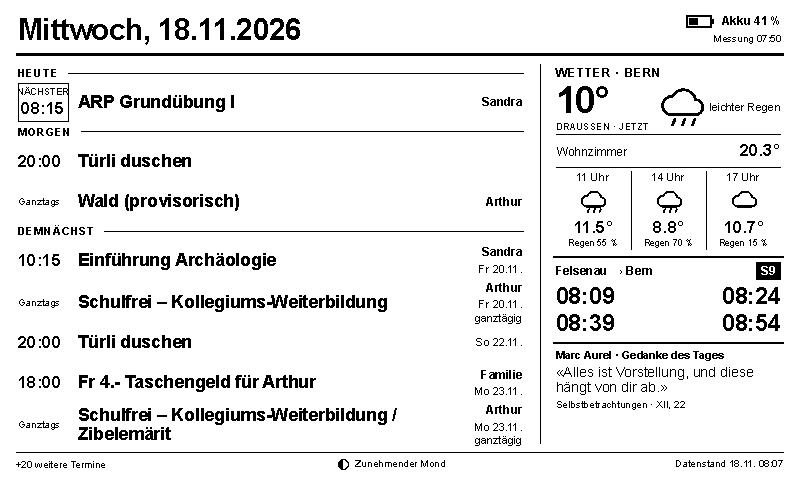 Mittwoch, 18.11.2026
Akku 41 %
Messung 07:50
HEUTE
NÄCHSTER
08:15 ARP Grundübung I Sandra
MORGEN
20:00 Türli duschen
Ganztags Wald (provisorisch) Arthur
DEMNÄCHST
10:15 Einführung Archäologie Sandra
Fr 20.11.
Ganztags Schulfrei – Kollegiums-Weiterbildung Arthur
Fr 20.11.
ganztägig
20:00 Türli duschen So 22.11.
18:00 Fr 4.- Taschengeld für Arthur Familie
Mo 23.11.
Ganztags Schulfrei – Kollegiums-Weiterbildung / Zibelemärit Arthur
Mo 23.11.
ganztägig
WETTER · BERN
10°
leichter Regen
DRAUSSEN · JETZT
Wohnzimmer 20.3°
11 Uhr 14 Uhr 17 Uhr
11.5° 8.8° 10.7°
Regen 55 % Regen 70 % Regen 15 %
Felsenau › Bern S9
08:09 08:24
08:39 08:54
Marc Aurel · Gedanke des Tages
«Alles ist Vorstellung, und diese
hängt von dir ab.»
Selbstbetrachtungen · XII, 22
+20 weitere Termine
Zunehmender Mond
Datenstand 18.11. 08:07